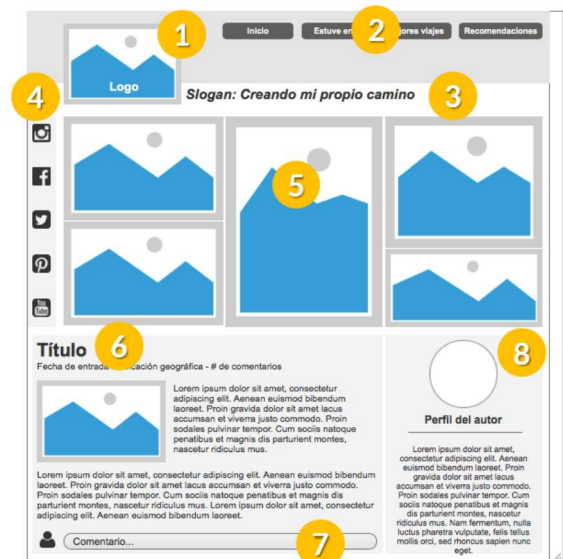 1
2
Inicio
Estuve en
jores viajes
Recomendaciones
Logo
4
Slogan: Creando mi propio camino
3
5
You
Tube
Título
6
Fecha de entrada
cación geográfica - # de comentarios
Lorem ipsum dolor sit amet, consectetur
adipiscing elit. Aenean euismod bibendum
laoreet. Proin gravida dolor sit amet lacus
accumsan et viverra justo commodo. Proin
sodales pulvinar tempor. Cum sociis natoque
penatibus et magnis dis parturient montes,
nascetur ridiculus mus.
Lorem ipsum dolor sit amet, consectetur adipiscing elit. Aenean euismod bibendum
laoreet. Proin gravida dolor sit amet lacus accumsan et viverra justo commodo.
Proin sodales pulvinar tempor. Cum sociis natoque penatibus et magnis dis
parturient montes, nascetur ridiculus mus. Lorem ipsum dolor sit amet, consectetur
adipiscing elit.
Comentario...
7
8
Perfil del autor
Lorem ipsum dolor sit amet,
consectetur adipiscing elit. Aenean
euismod bibendum laoreet. Proin
gravida dolor sit amet lacus
accumsan et viverra justo
commodo. Proin sodales pulvinar
tempor. Cum sociis natoque
penatibus et magnis dis
parturient montes, nascetur
ridiculus mus. Nam fermentum, nulla
luctus pharetra vulputate, felis tellus
mollis orci, sed rhoncus sapien nunc
eget.